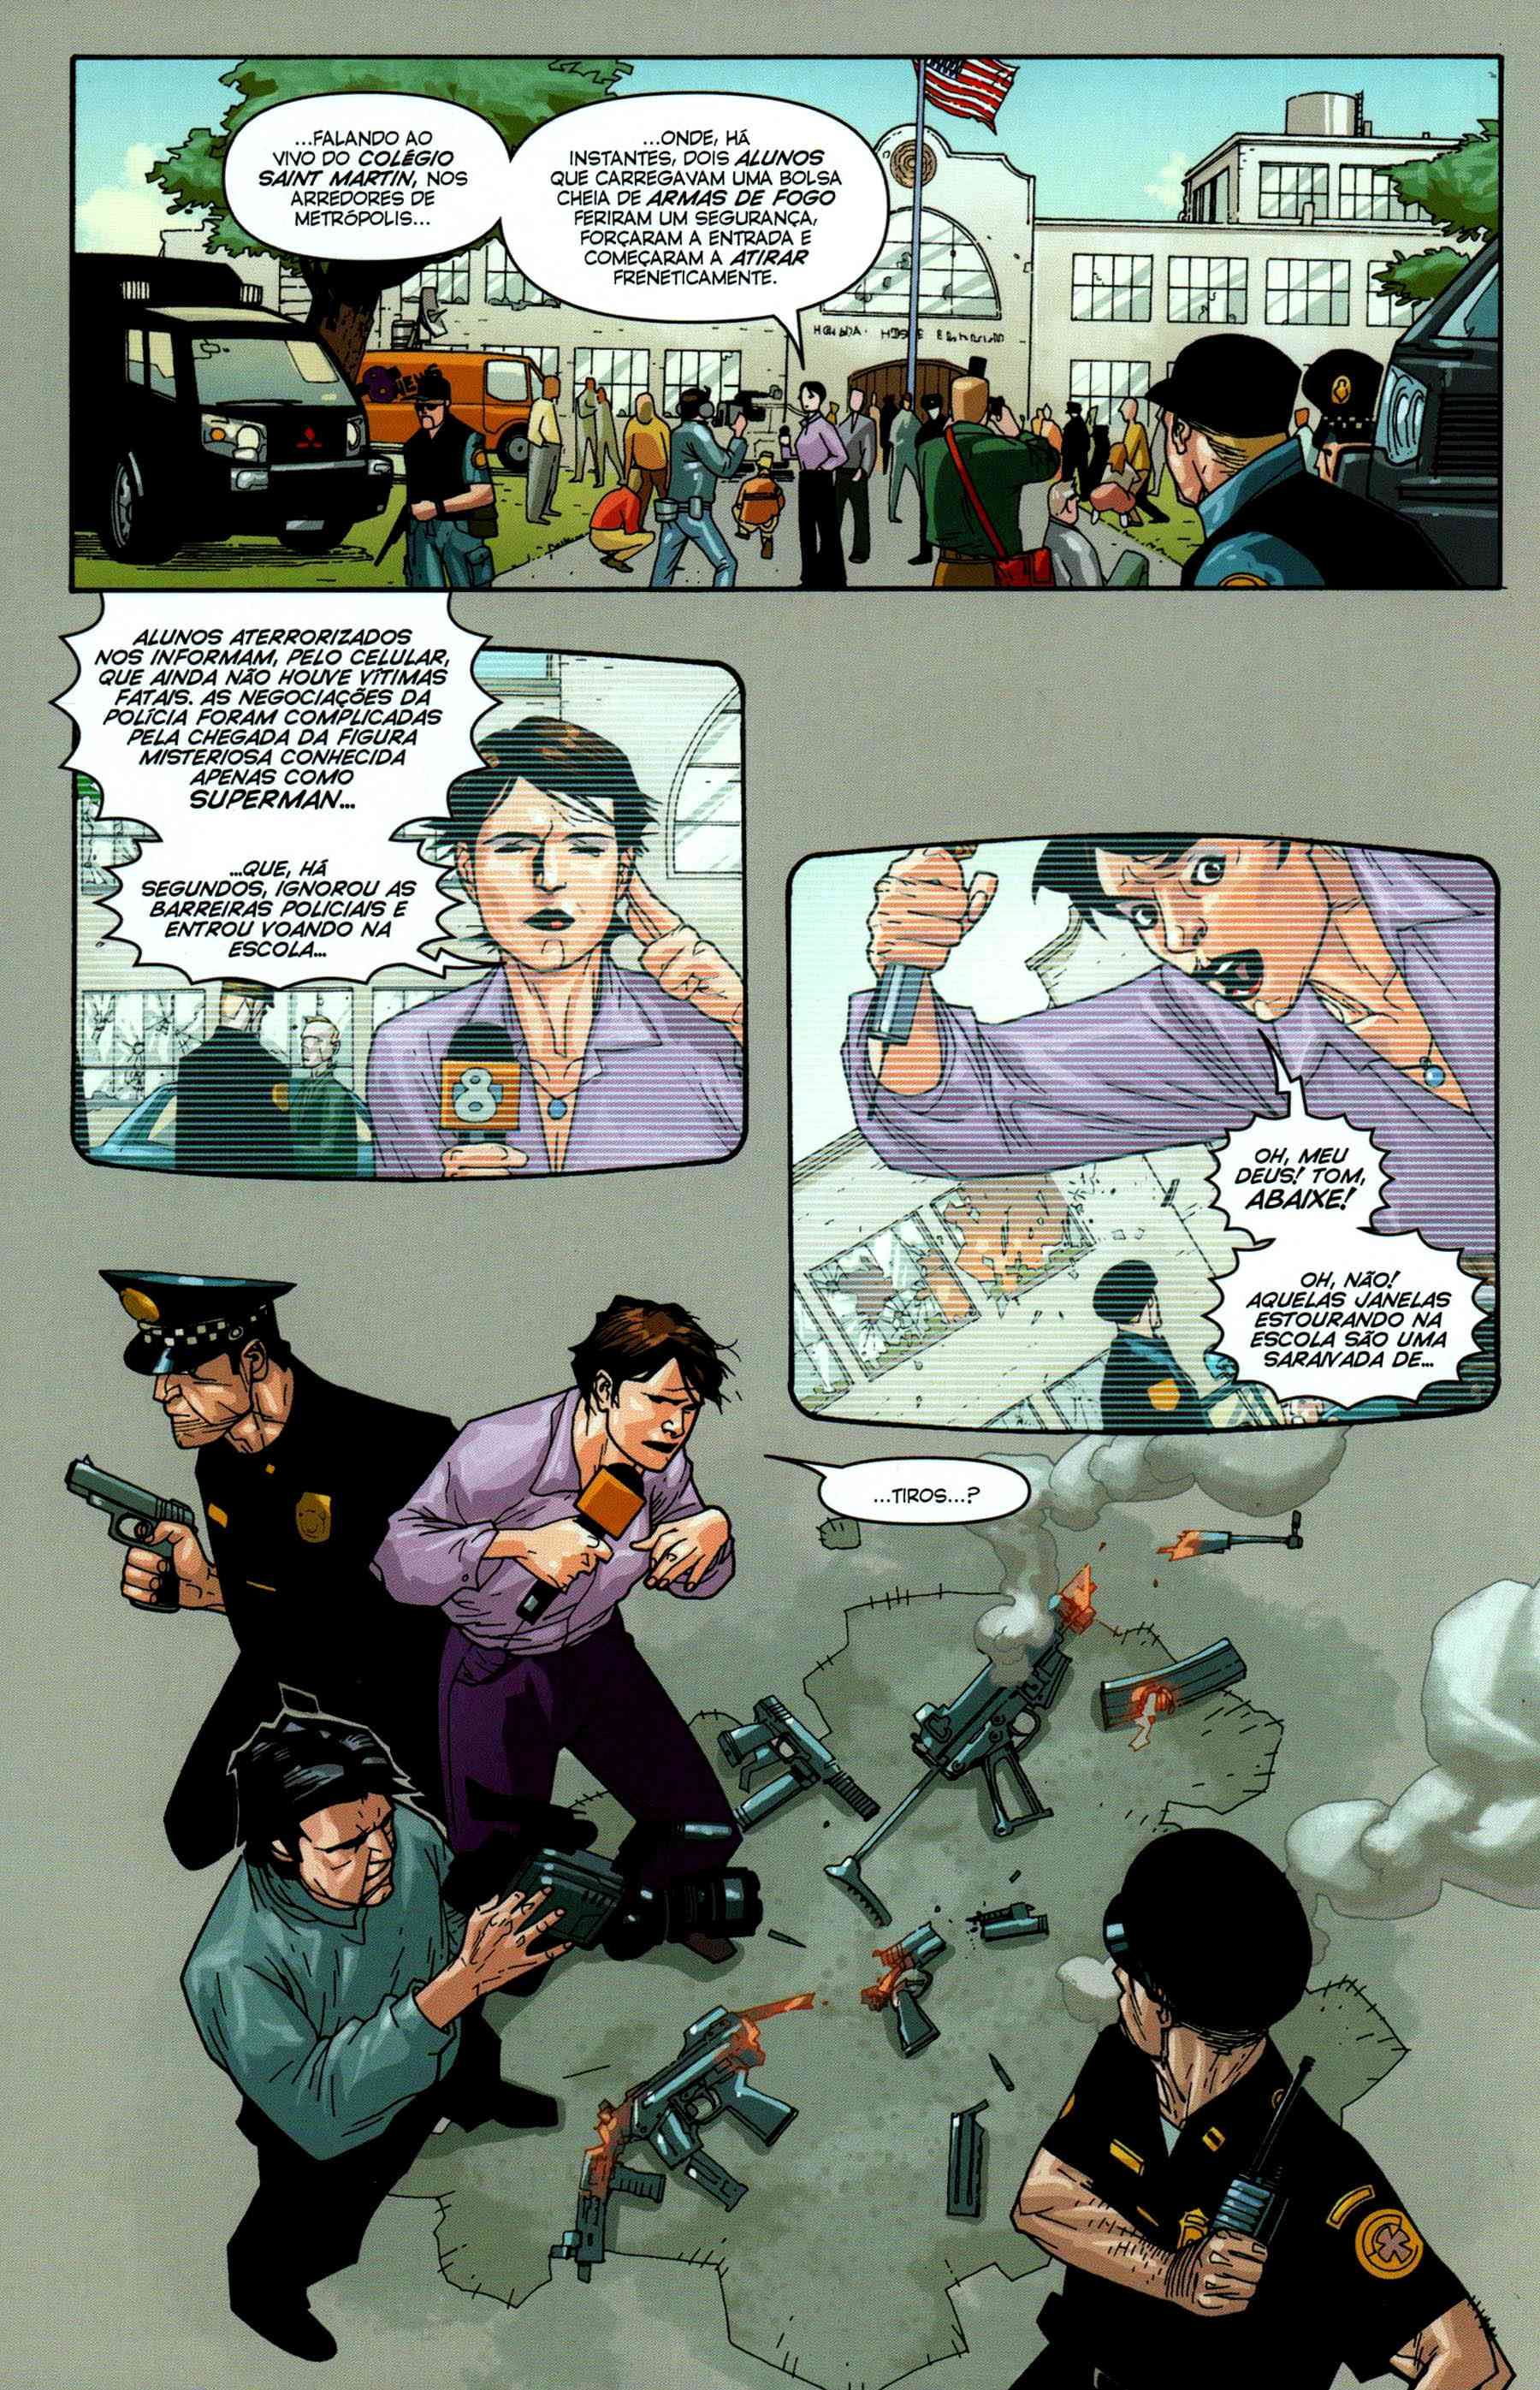 ...FALANDO AO
VIVO DO COLÉGIO
SAINT MARTIN, NOS
ARREDORES DE
METRÓPOLIS...
...ONDE, HÁ
INSTANTES, DOIS ALUNOS
QUE CARREGAVAM UMA BOLSA
CHEIA DE ARMAS DE FOGO
FERIRAM UM SEGURANÇA,
FORÇARAM A ENTRADA E
COMEÇARAM A ATIRAR
FRENETICAMENTE.
8 NEWS
ALUNOS ATERRORIZADOS
NOS INFORMAM, PELO CELULAR,
QUE AINDA NÃO HOUVE VÍTIMAS
FATAIS. AS NEGOCIAÇÕES DA
POLÍCIA FORAM COMPLICADAS
PELA CHEGADA DA FIGURA
MISTERIOSA CONHECIDA
APENAS COMO
SUPERMAN...
...QUE, HÁ
SEGUNDOS, IGNOROU AS
BARREIRAS POLICIAIS E
ENTROU VOANDO NA
ESCOLA...
8
OH, MEU
DEUS! TOM,
ABAIXE!
OH, NÃO!
AQUELAS JANELAS
ESTOURANDO NA
ESCOLA SÃO UMA
SARAIVADA DE...
...TIROS...?